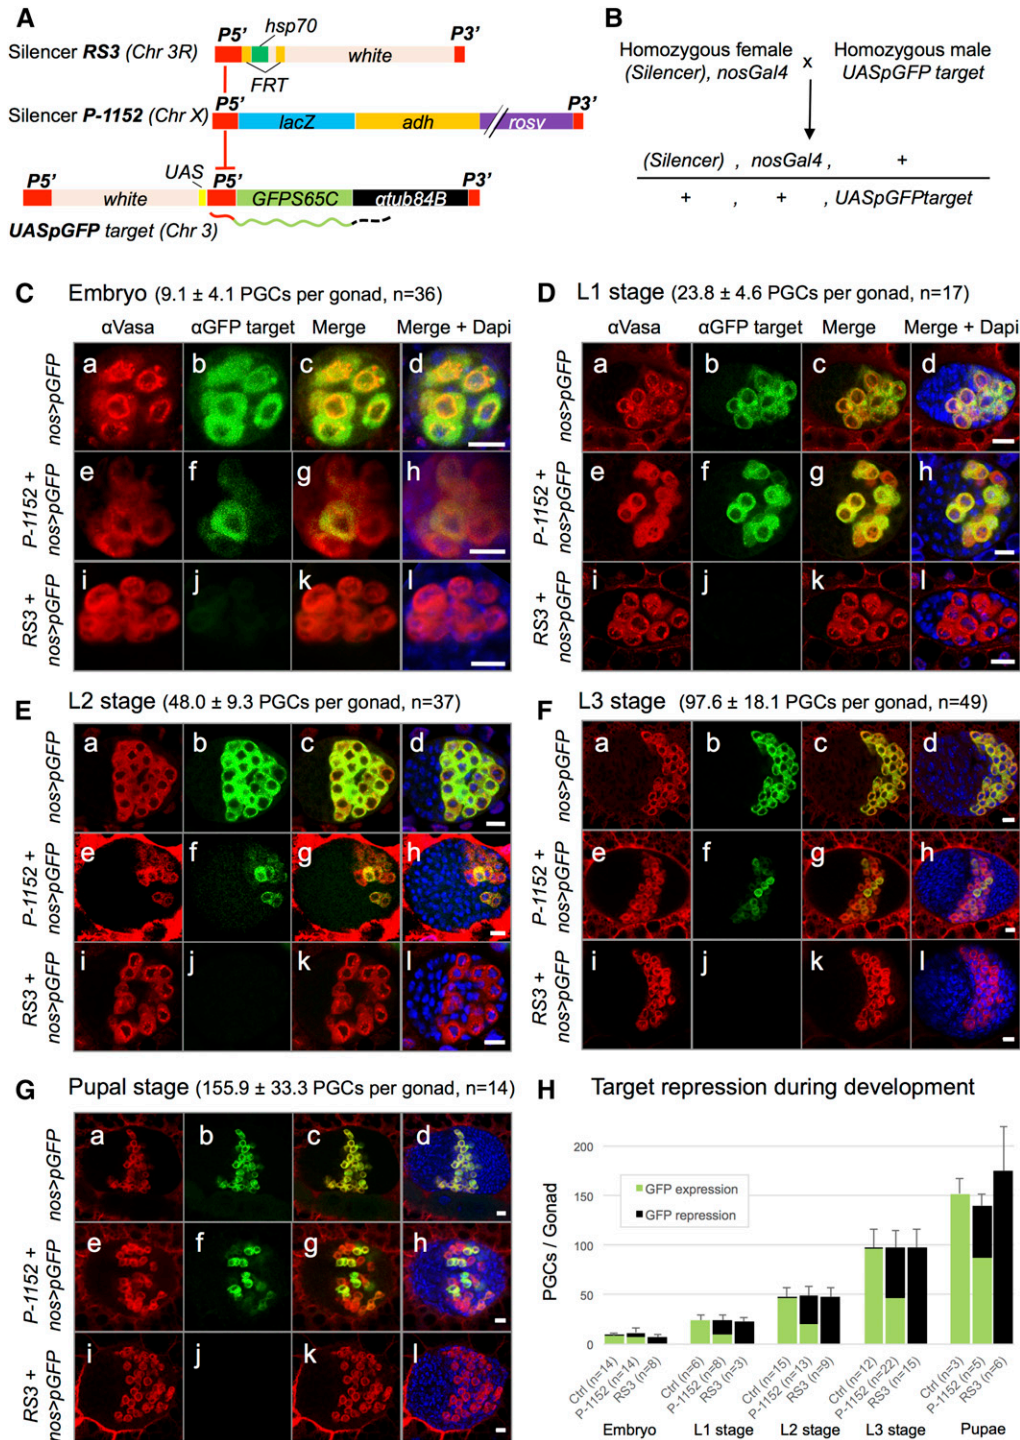 A
hsp70
P5'
P3'
Silencer RS3 (Chr 3R)
white
FRT
P5'
P3'
Silencer P-1152 (Chr X)
lacZ
adh
rosy
UAS
P5'
P5'
P3'
white
GFPS65C
αtub84B
UASpGFP target (Chr 3)
B
Homozygous female
(Silencer), nosGal4
x
Homozygous male
UASpGFP target
(Silencer) , nosGal4 , +
+ , + , UASpGFPtarget
C Embryo (9.1 ± 4.1 PGCs per gonad, n=36)
αVasa αGFP target Merge Merge + Dapi
nos>pGFP
a b c d
P-1152 +
nos>pGFP
e f g h
RS3 +
nos>pGFP
i j k l
D L1 stage (23.8 ± 4.6 PGCs per gonad, n=17)
αVasa αGFP target Merge Merge + Dapi
nos>pGFP
a b c d
P-1152 +
nos>pGFP
e f g h
RS3 +
nos>pGFP
i j k l
E L2 stage (48.0 ± 9.3 PGCs per gonad, n=37)
nos>pGFP
a b c d
P-1152 +
nos>pGFP
e f g h
RS3 +
nos>pGFP
i j k l
F L3 stage (97.6 ± 18.1 PGCs per gonad, n=49)
nos>pGFP
a b c d
P-1152 +
nos>pGFP
e f g h
RS3 +
nos>pGFP
i j k l
G Pupal stage (155.9 ± 33.3 PGCs per gonad, n=14)
nos>pGFP
a b c d
P-1152 +
nos>pGFP
e f g h
RS3 +
nos>pGFP
i j k l
H Target repression during development
PGCs / Gonad
200
150
100
50
0
GFP expression
GFP repression
Ctrl (n=14)
P-1152 (n=14)
RS3 (n=8)
Ctrl (n=6)
P-1152 (n=8)
RS3 (n=3)
Ctrl (n=15)
P-1152 (n=13)
RS3 (n=9)
Ctrl (n=12)
P-1152 (n=22)
RS3 (n=15)
Ctrl (n=3)
P-1152 (n=5)
RS3 (n=6)
Embryo L1 stage L2 stage L3 stage Pupae